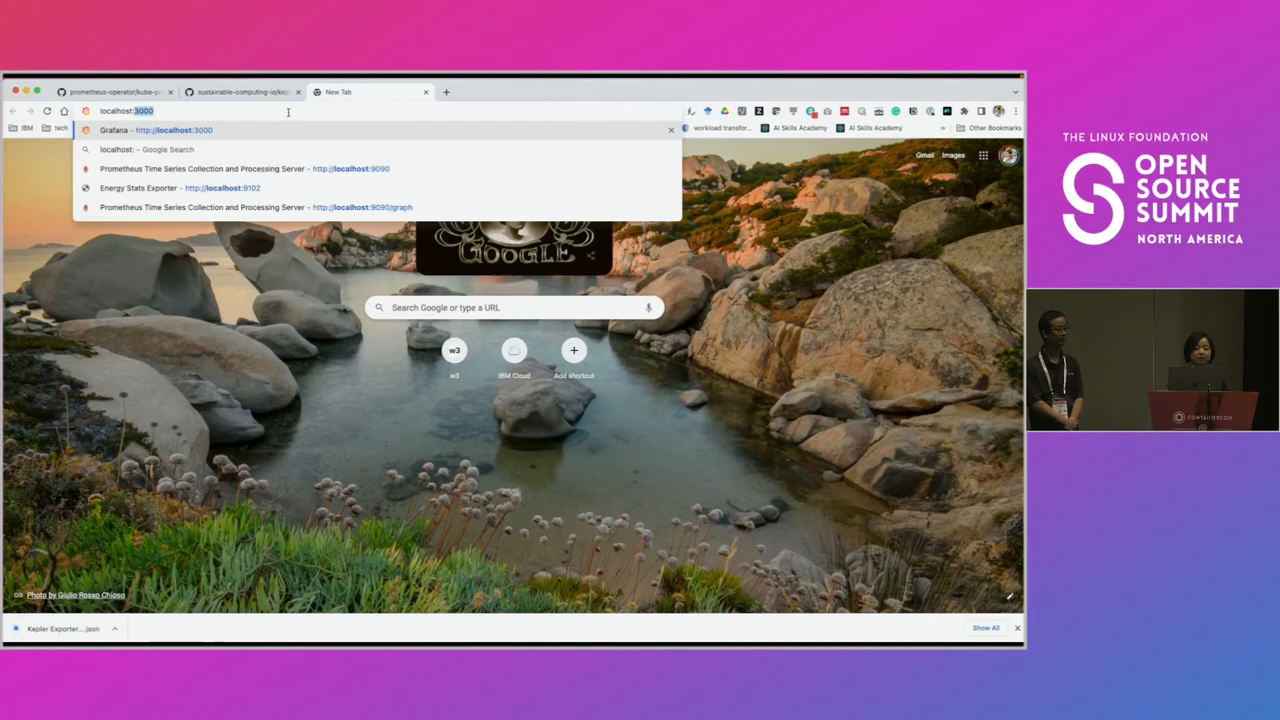 prometheus-operator/kube-p
sustainable-computing-io/kep
New Tab
localhost:3000
IBM
tech
workload transfor...
AI Skills Academy
AI Skills Academy
Other Bookmarks
Grafana - http://localhost:3000
localhost: - Google Search
Prometheus Time Series Collection and Processing Server - http://localhost:9090
Energy Stats Exporter - http://localhost:9102
Prometheus Time Series Collection and Processing Server - http://localhost:9090/graph
Gmail
Images
GOOGLE
Search Google or type a URL
w3
w3
IBM Cloud
Add shortcut
Photo by Giulio Rosso Chioso
Kepler Exporter....json
Show All
THE LINUX FOUNDATION
OPEN
SOURCE
SUMMIT
NORTH AMERICA
CONTAINERCON